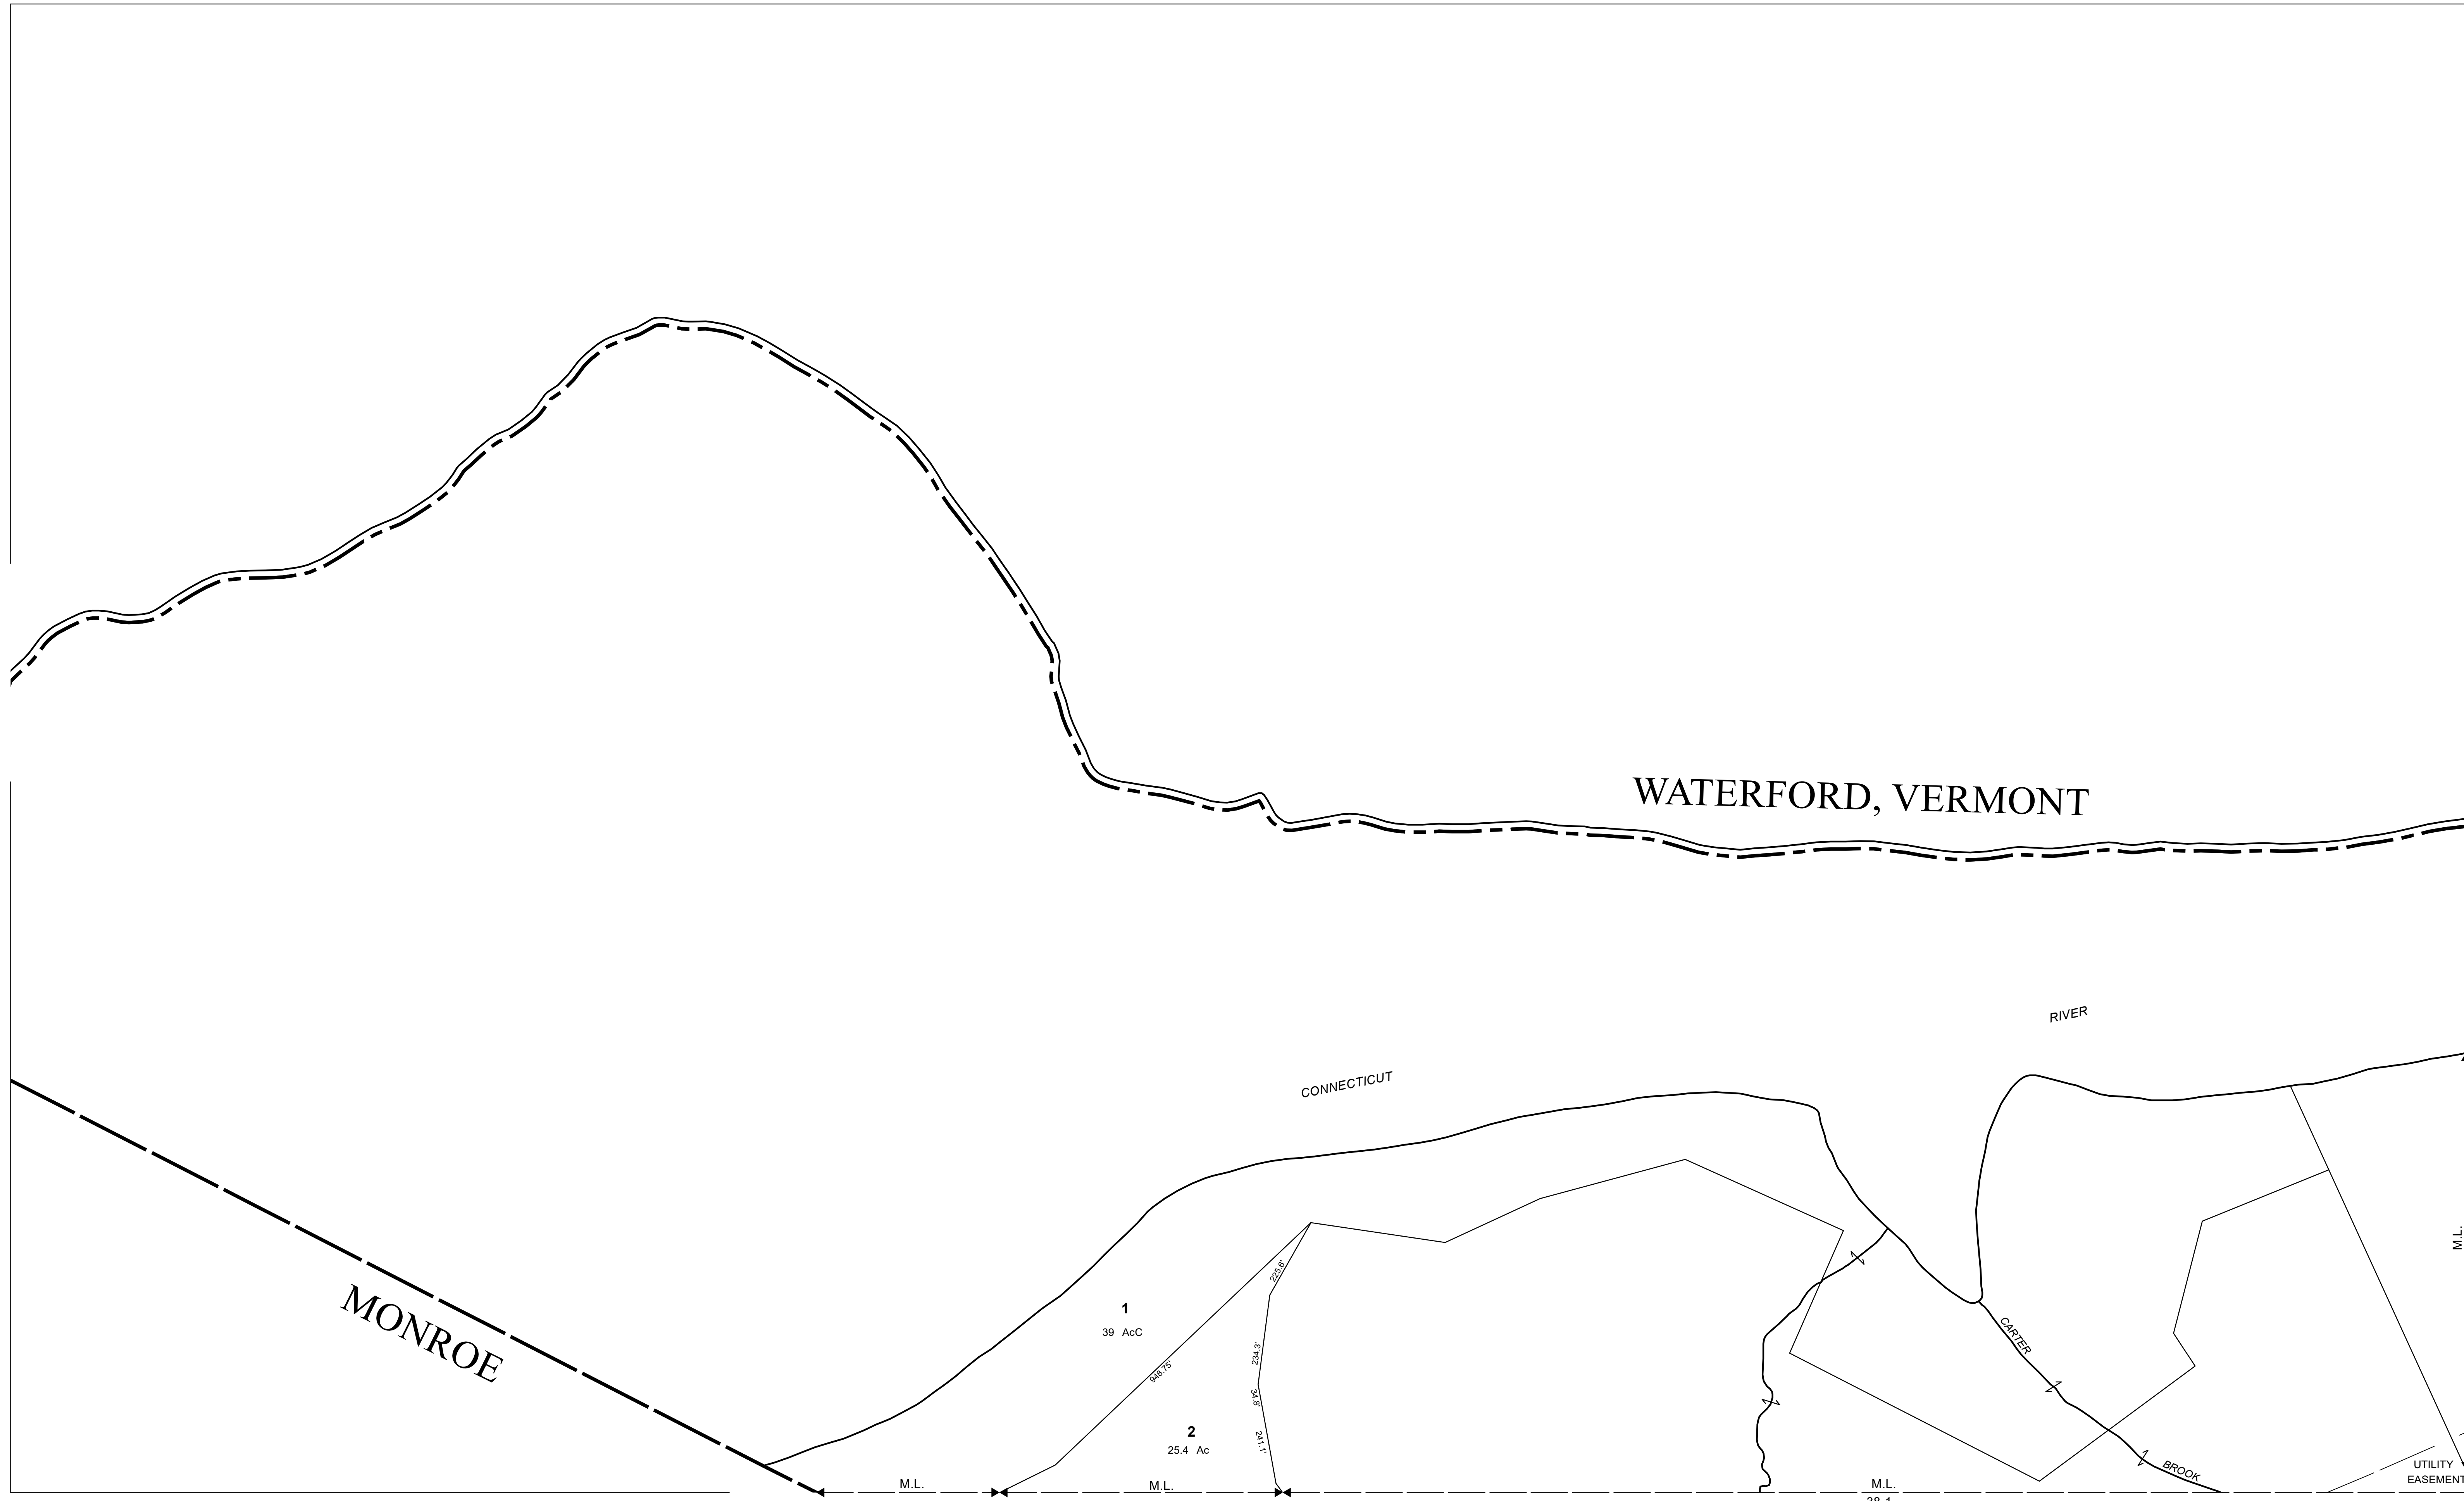 WATERFORD, VERMONT
RIVER
CONNECTICUT
M.L.
225.6'
MONROE
1
39 AcC
CARTER
234.3'
948.75'
34.8'
2
241.1'
25.4 Ac
BROOK
UTILITY
EASEMENT
M.L.
M.L.
M.L.